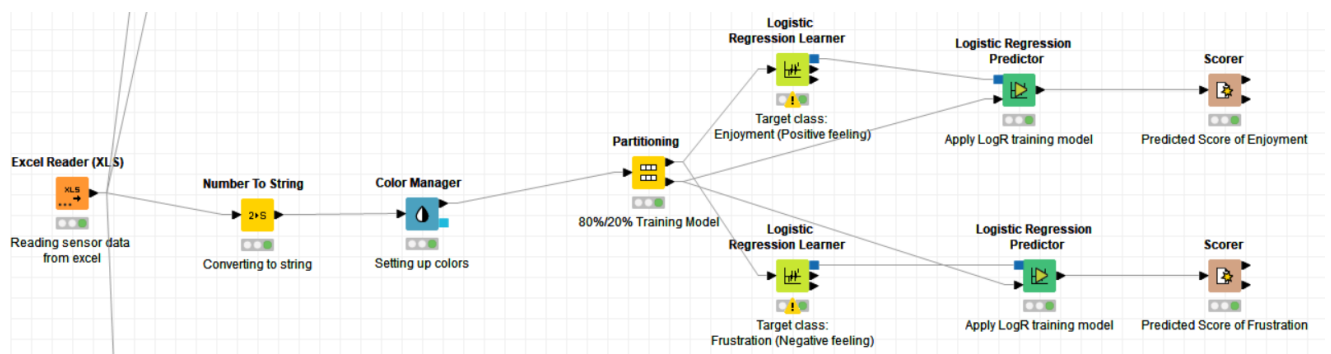 Excel Reader (XLS)
XLS
Reading sensor data
from excel
Number To String
2▸S
Converting to string
Color Manager
Setting up colors
Partitioning
80%/20% Training Model
Logistic
Regression Learner
Target class:
Enjoyment (Positive feeling)
Logistic Regression
Predictor
Apply LogR training model
Scorer
Predicted Score of Enjoyment
Logistic
Regression Learner
Target class:
Frustration (Negative feeling)
Logistic Regression
Predictor
Apply LogR training model
Scorer
Predicted Score of Frustration